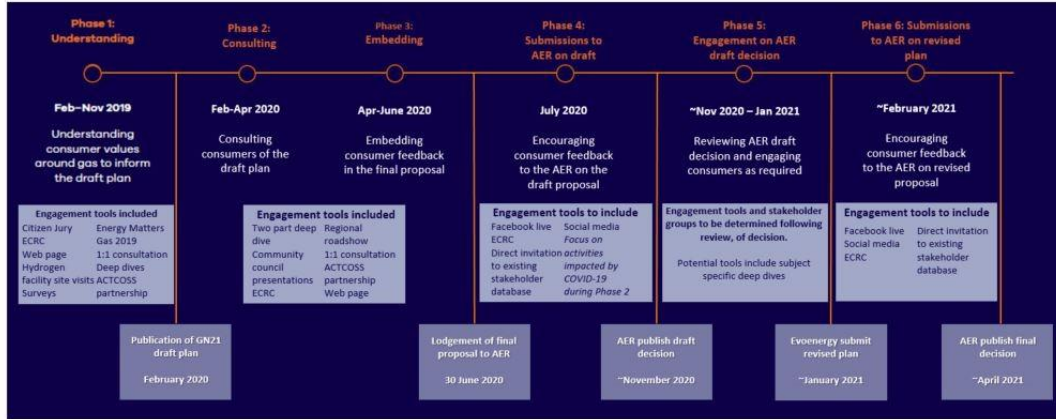 Phase 1:
Understanding
Phase 2:
Consulting
Phase 3:
Embedding
Phase 4:
Submissions to
AER on draft
Phase 5:
Engagement on AER
draft decision
Phase 6: Submissions
to AER on revised
plan
Feb–Nov 2019
Understanding
consumer values
around gas to inform
the draft plan
Feb-Apr 2020
Consulting
consumers of the
draft plan
Apr-June 2020
Embedding
consumer feedback
in the final proposal
July 2020
Encouraging
consumer feedback
to the AER on the
draft proposal
~Nov 2020 – Jan 2021
Reviewing AER draft
decision and engaging
consumers as required
~February 2021
Encouraging
consumer feedback
to the AER on revised
proposal
Engagement tools included
Citizen Jury
ECRC
Web page
Hydrogen
facility site visits
Surveys
Energy Matters
Gas 2019
1:1 consultation
Deep dives
ACTCOSS
partnership
Engagement tools included
Two part deep
dive
Community
council
presentations
ECRC
Regional
roadshow
1:1 consultation
ACTCOSS
partnership
Web page
Engagement tools to include
Facebook live
ECRC
Direct invitation
to existing
stakeholder
database
Social media
Focus on
activities
impacted by
COVID-19
during Phase 2
Engagement tools and stakeholder
groups to be determined following
review, of decision.
Potential tools include subject
specific deep dives
Engagement tools to include
Facebook live
Social media
ECRC
Direct invitation
to existing
stakeholder
database
Publication of GN21
draft plan
February 2020
Lodgement of final
proposal to AER
30 June 2020
AER publish draft
decision
~November 2020
Evoenergy submit
revised plan
~January 2021
AER publish final
decision
~April 2021